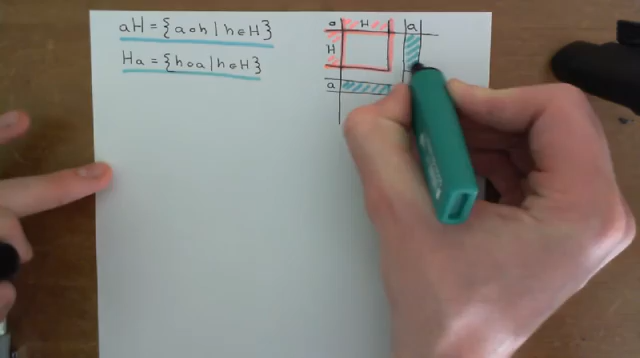 aH = {a∘h | h∈H}
Ha = {h∘a | h∈H}
∘ H a
H
a